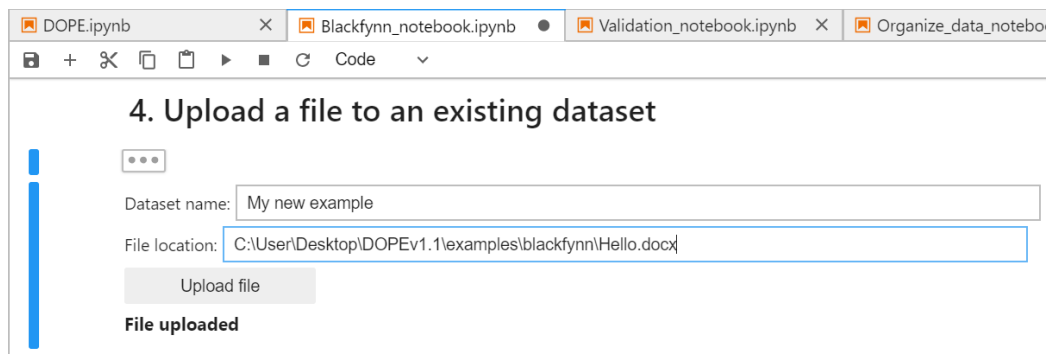 DOPE.ipynb Blackfynn_notebook.ipynb Validation_notebook.ipynb Organize_data_notebo
Code
4. Upload a file to an existing dataset
Dataset name: My new example
File location: C:\User\Desktop\DOPEv1.1\examples\blackfynn\Hello.docx
Upload file
File uploaded